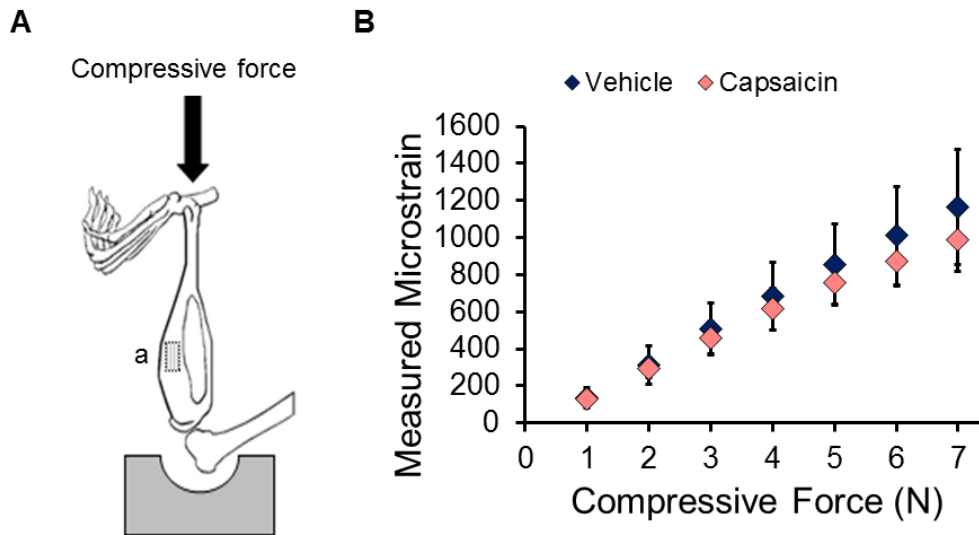 A
Compressive force
a
B
Vehicle Capsaicin
Measured Microstrain
1600
1400
1200
1000
800
600
400
200
0
0 1 2 3 4 5 6 7
Compressive Force (N)